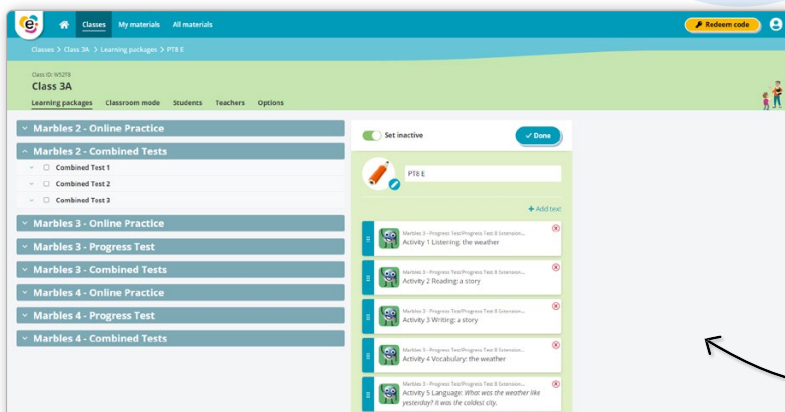 Classes My materials All materials
Redeem code
Classes > Class 3A > Learning packages > PT8 E
Class ID: W52F8
Class 3A
Learning packages Classroom mode Students Teachers Options
Marbles 2 - Online Practice
Marbles 2 - Combined Tests
Combined Test 1
Combined Test 2
Combined Test 3
Marbles 3 - Online Practice
Marbles 3 - Progress Test
Marbles 3 - Combined Tests
Marbles 4 - Online Practice
Marbles 4 - Progress Test
Marbles 4 - Combined Tests
Set inactive
Done
PT8 E
+ Add text
Marbles 3 - Progress Test/Progress Test 8 Extension...
Activity 1 Listening: the weather
Marbles 3 - Progress Test/Progress Test 8 Extension...
Activity 2 Reading: a story
Marbles 3 - Progress Test/Progress Test 8 Extension...
Activity 3 Writing: a story
Marbles 3 - Progress Test/Progress Test 8 Extension...
Activity 4 Vocabulary: the weather
Marbles 3 - Progress Test/Progress Test 8 Extension...
Activity 5 Language: What was the weather like
yesterday? It was the coldest city.